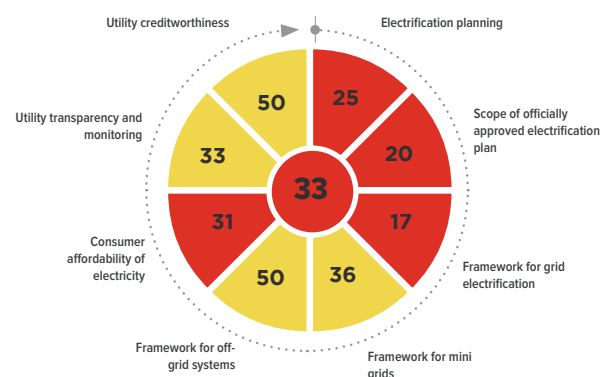 Utility creditworthiness
Electrification planning
50
25
Utility transparency and
monitoring
Scope of officially
approved electrification
plan
33
20
33
31
17
Consumer
affordability of
electricity
Framework for grid
electrification
50
36
Framework for off-
grid systems
Framework for mini
grids